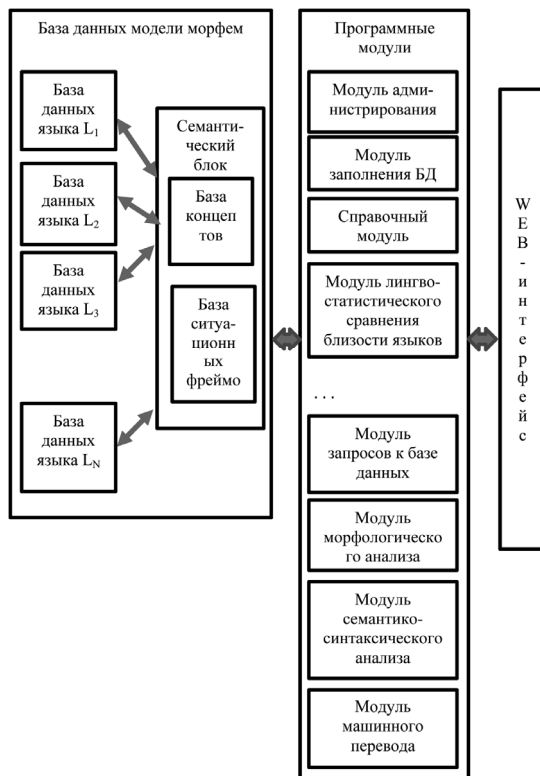 База данных модели морфем
База
данных
языка L₁
База
данных
языка L₂
База
данных
языка L₃
База
данных
языка Lɴ
Семанти-
ческий
блок
База
концеп
тов
База
ситуа-
ционн
ых
фреймо
Программные
модули
Модуль адми-
нистрирования
Модуль
заполнения БД
Справочный
модуль
Модуль лингво-
статистического
сравнения
близости языков
...
Модуль
запросов к базе
данных
Модуль
морфологическо
го анализа
Модуль
семантико-
синтаксического
анализа
Модуль
машинного
перевода
WEB-интерфейс